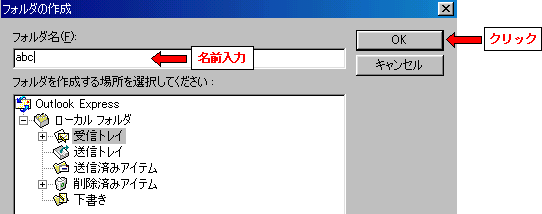 フォルダの作成
フォルダ名(F):
OK
クリック
abc
名前入力
キャンセル
フォルダを作成する場所を選択してください:
Outlook Express
ローカル フォルダ
受信トレイ
送信トレイ
送信済みアイテム
削除済みアイテム
下書き